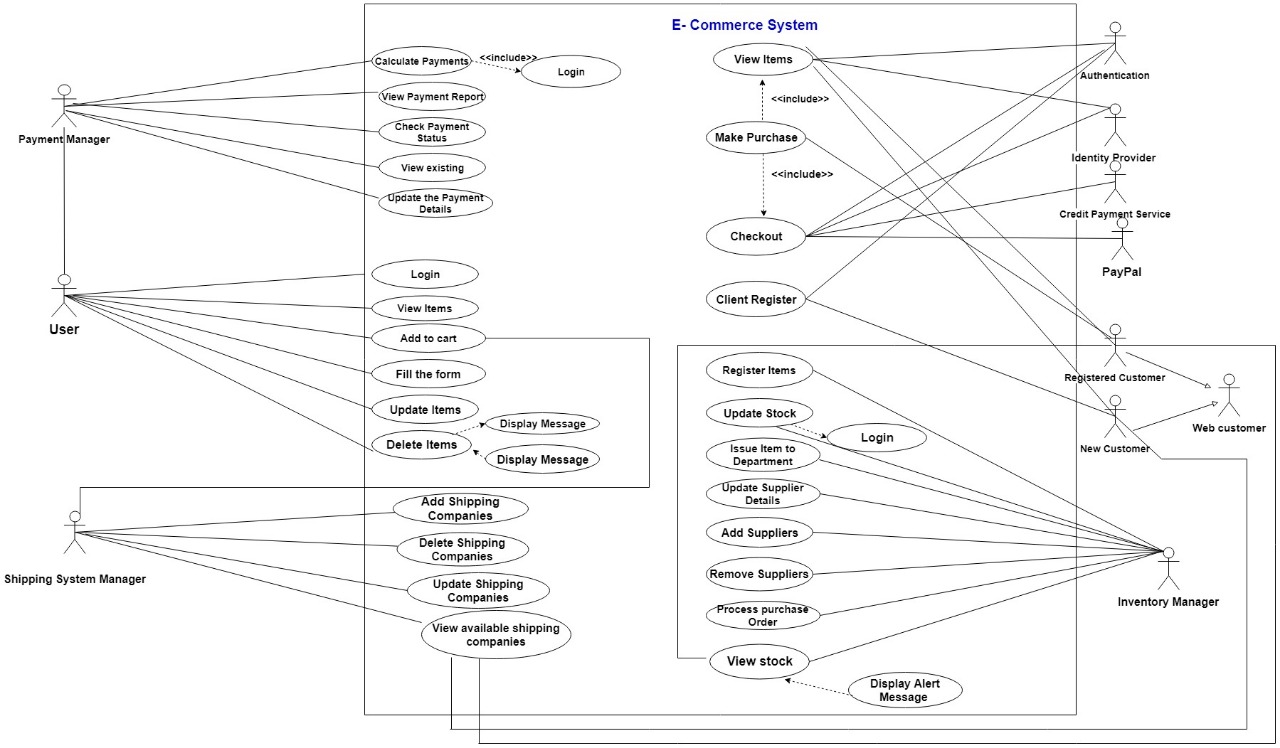 E- Commerce System
Calculate Payments
<<include>>
Login
View Payment Report
Check Payment
Status
View existing
Update the Payment
Details
Payment Manager
Login
View Items
Add to cart
Fill the form
Update Items
Delete Items
Display Message
Display Message
User
Add Shipping
Companies
Delete Shipping
Companies
Update Shipping
Companies
View available shipping
companies
Shipping System Manager
View Items
<<include>>
Make Purchase
<<include>>
Checkout
Client Register
Register Items
Update Stock
Login
Issue Item to
Department
Update Supplier
Details
Add Suppliers
Remove Suppliers
Process purchase
Order
View stock
Display Alert
Message
Authentication
Identity Provider
Credit Payment Service
PayPal
Registered Customer
Web customer
New Customer
Inventory Manager